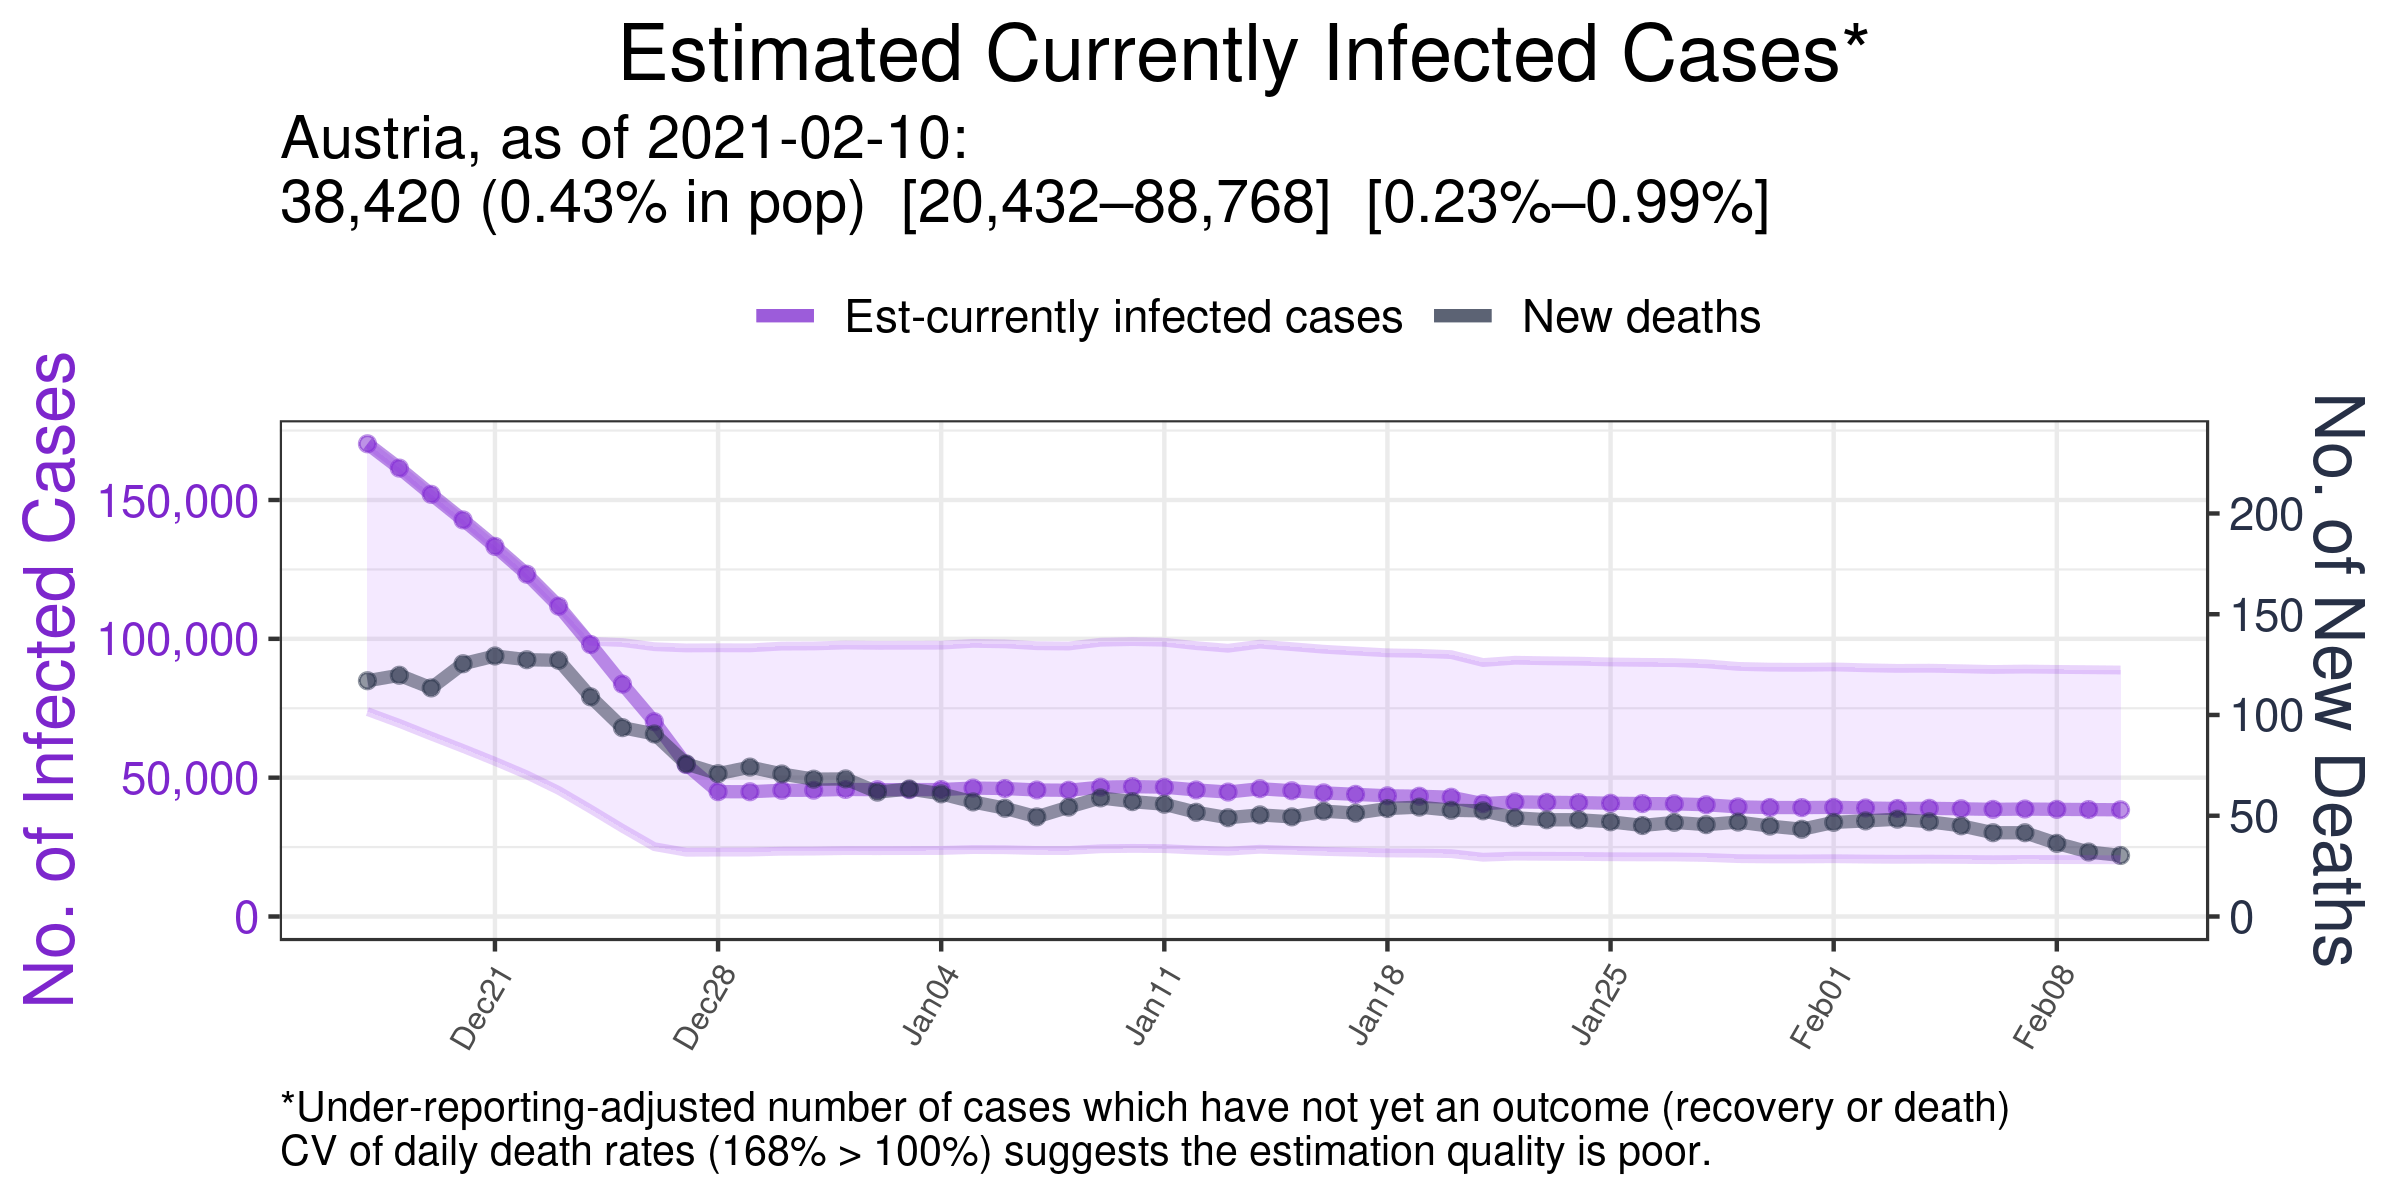 Estimated Currently Infected Cases*
Austria, as of 2021-02-10:
38,420 (0.43% in pop)  [20,432–88,768]  [0.23%–0.99%]
Est-currently infected cases
New deaths
No. of Infected Cases
150,000
100,000
50,000
0
No. of New Deaths
200
150
100
50
0
Dec21
Dec28
Jan04
Jan11
Jan18
Jan25
Feb01
Feb08
*Under-reporting-adjusted number of cases which have not yet an outcome (recovery or death)
CV of daily death rates (168% > 100%) suggests the estimation quality is poor.